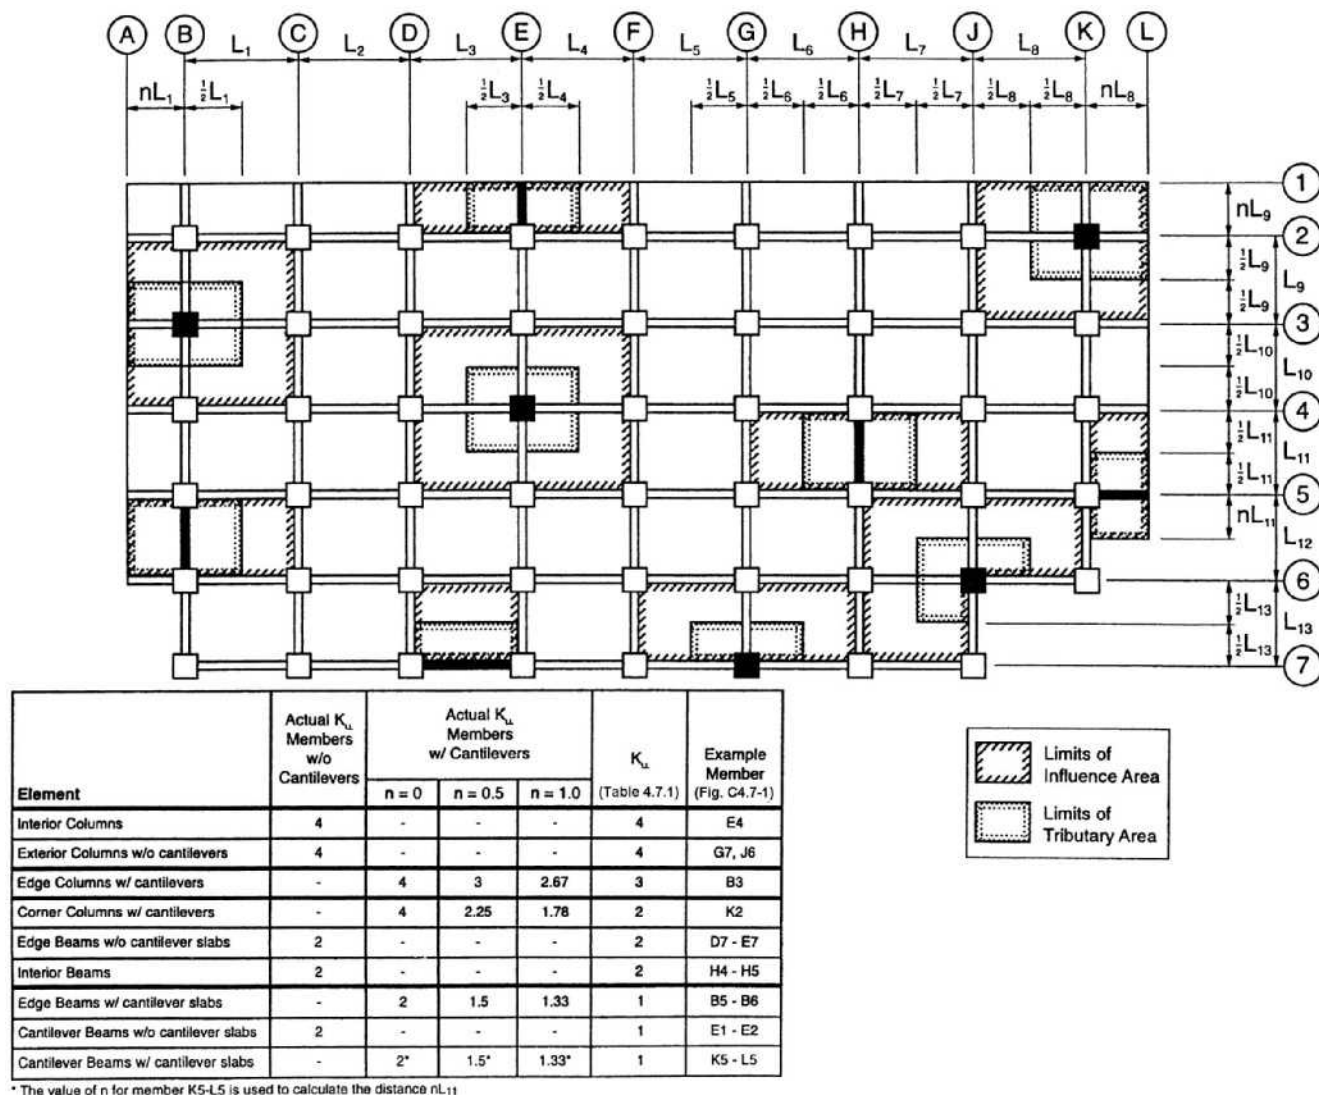 A B C D E F G H J K L
L₁ L₂ L₃ L₄ L₅ L₆ L₇ L₈
nL₁ ½L₁ ½L₃ ½L₄ ½L₅ ½L₆ ½L₆ ½L₇ ½L₇ ½L₈ ½L₈ nL₈
1
nL₉
2
½L₉
L₉
½L₉
3
½L₁₀
L₁₀
½L₁₀
4
½L₁₁
L₁₁
½L₁₁
5
nL₁₁
L₁₂
6
½L₁₃
L₁₃
½L₁₃
7
Element
Actual K_LL
Members
w/o
Cantilevers
Actual K_LL
Members
w/ Cantilevers
n = 0 n = 0.5 n = 1.0
K_LL
(Table 4.7.1)
Example
Member
(Fig. C4.7-1)
Interior Columns 4 - - - 4 E4
Exterior Columns w/o cantilevers 4 - - - 4 G7, J6
Edge Columns w/ cantilevers - 4 3 2.67 3 B3
Corner Columns w/ cantilevers - 4 2.25 1.78 2 K2
Edge Beams w/o cantilever slabs 2 - - - 2 D7 - E7
Interior Beams 2 - - - 2 H4 - H5
Edge Beams w/ cantilever slabs - 2 1.5 1.33 1 B5 - B6
Cantilever Beams w/o cantilever slabs 2 - - - 1 E1 - E2
Cantilever Beams w/ cantilever slabs - 2* 1.5* 1.33* 1 K5 - L5
* The value of n for member K5-L5 is used to calculate the distance nL₁₁
Limits of
Influence Area
Limits of
Tributary Area